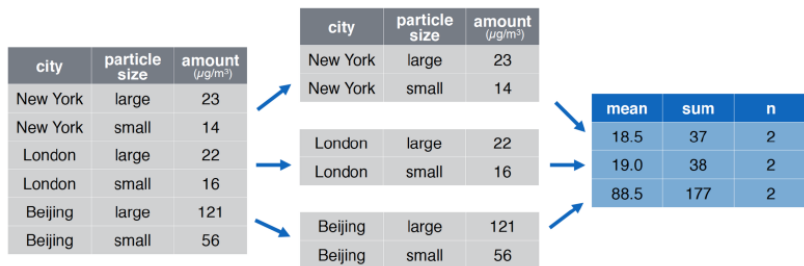 city particle size amount (µg/m³)
New York large 23
New York small 14
London large 22
London small 16
Beijing large 121
Beijing small 56
city particle size amount (µg/m³)
New York large 23
New York small 14
London large 22
London small 16
Beijing large 121
Beijing small 56
mean sum n
18.5 37 2
19.0 38 2
88.5 177 2